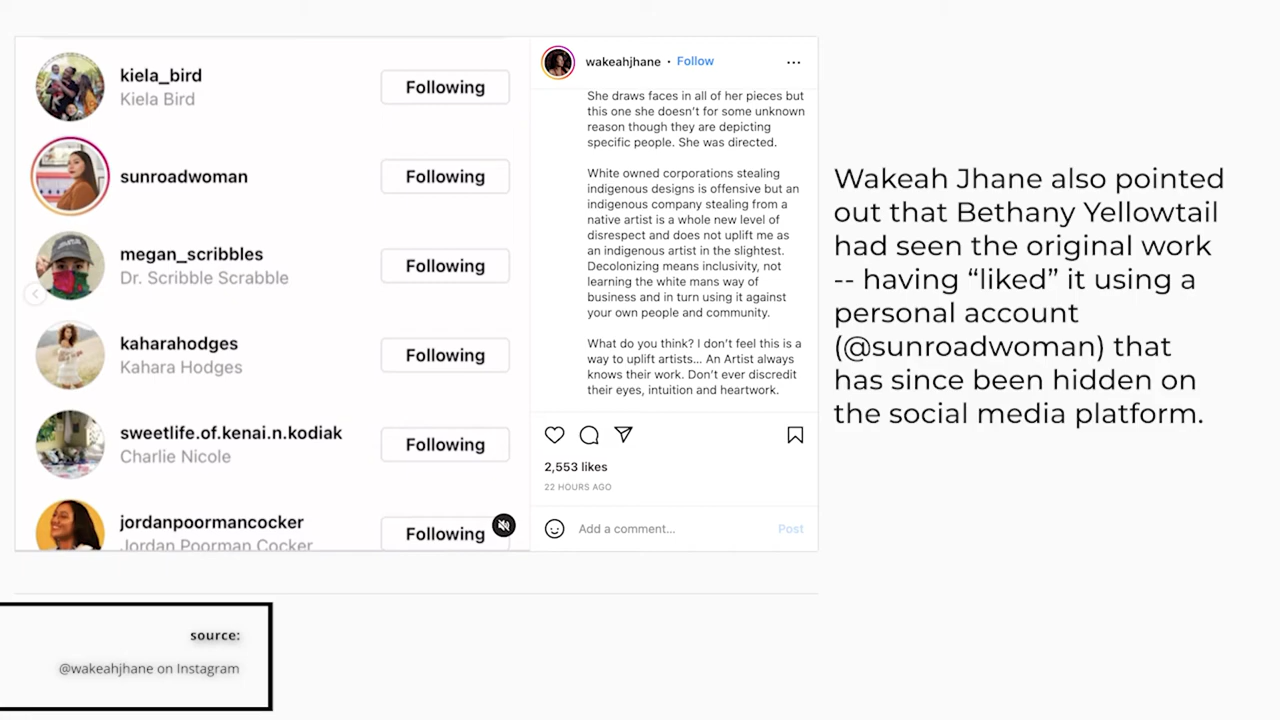 kiela_bird
Kiela Bird
Following
sunroadwoman
Following
megan_scribbles
Dr. Scribble Scrabble
Following
kaharahodges
Kahara Hodges
Following
sweetlife.of.kenai.n.kodiak
Charlie Nicole
Following
jordanpoormancocker
Jordan Poorman Cocker
Following
wakeahjhane • Follow
She draws faces in all of her pieces but
this one she doesn't for some unknown
reason though they are depicting
specific people. She was directed.
White owned corporations stealing
indigenous designs is offensive but an
indigenous company stealing from a
native artist is a whole new level of
disrespect and does not uplift me as
an indigenous artist in the slightest.
Decolonizing means inclusivity, not
learning the white mans way of
business and in turn using it against
your own people and community.
What do you think? I don't feel this is a
way to uplift artists... An Artist always
knows their work. Don't ever discredit
their eyes, intuition and heartwork.
2,553 likes
22 HOURS AGO
Add a comment...
Post
Wakeah Jhane also pointed
out that Bethany Yellowtail
had seen the original work
-- having “liked” it using a
personal account
(@sunroadwoman) that
has since been hidden on
the social media platform.
source:
@wakeahjhane on Instagram